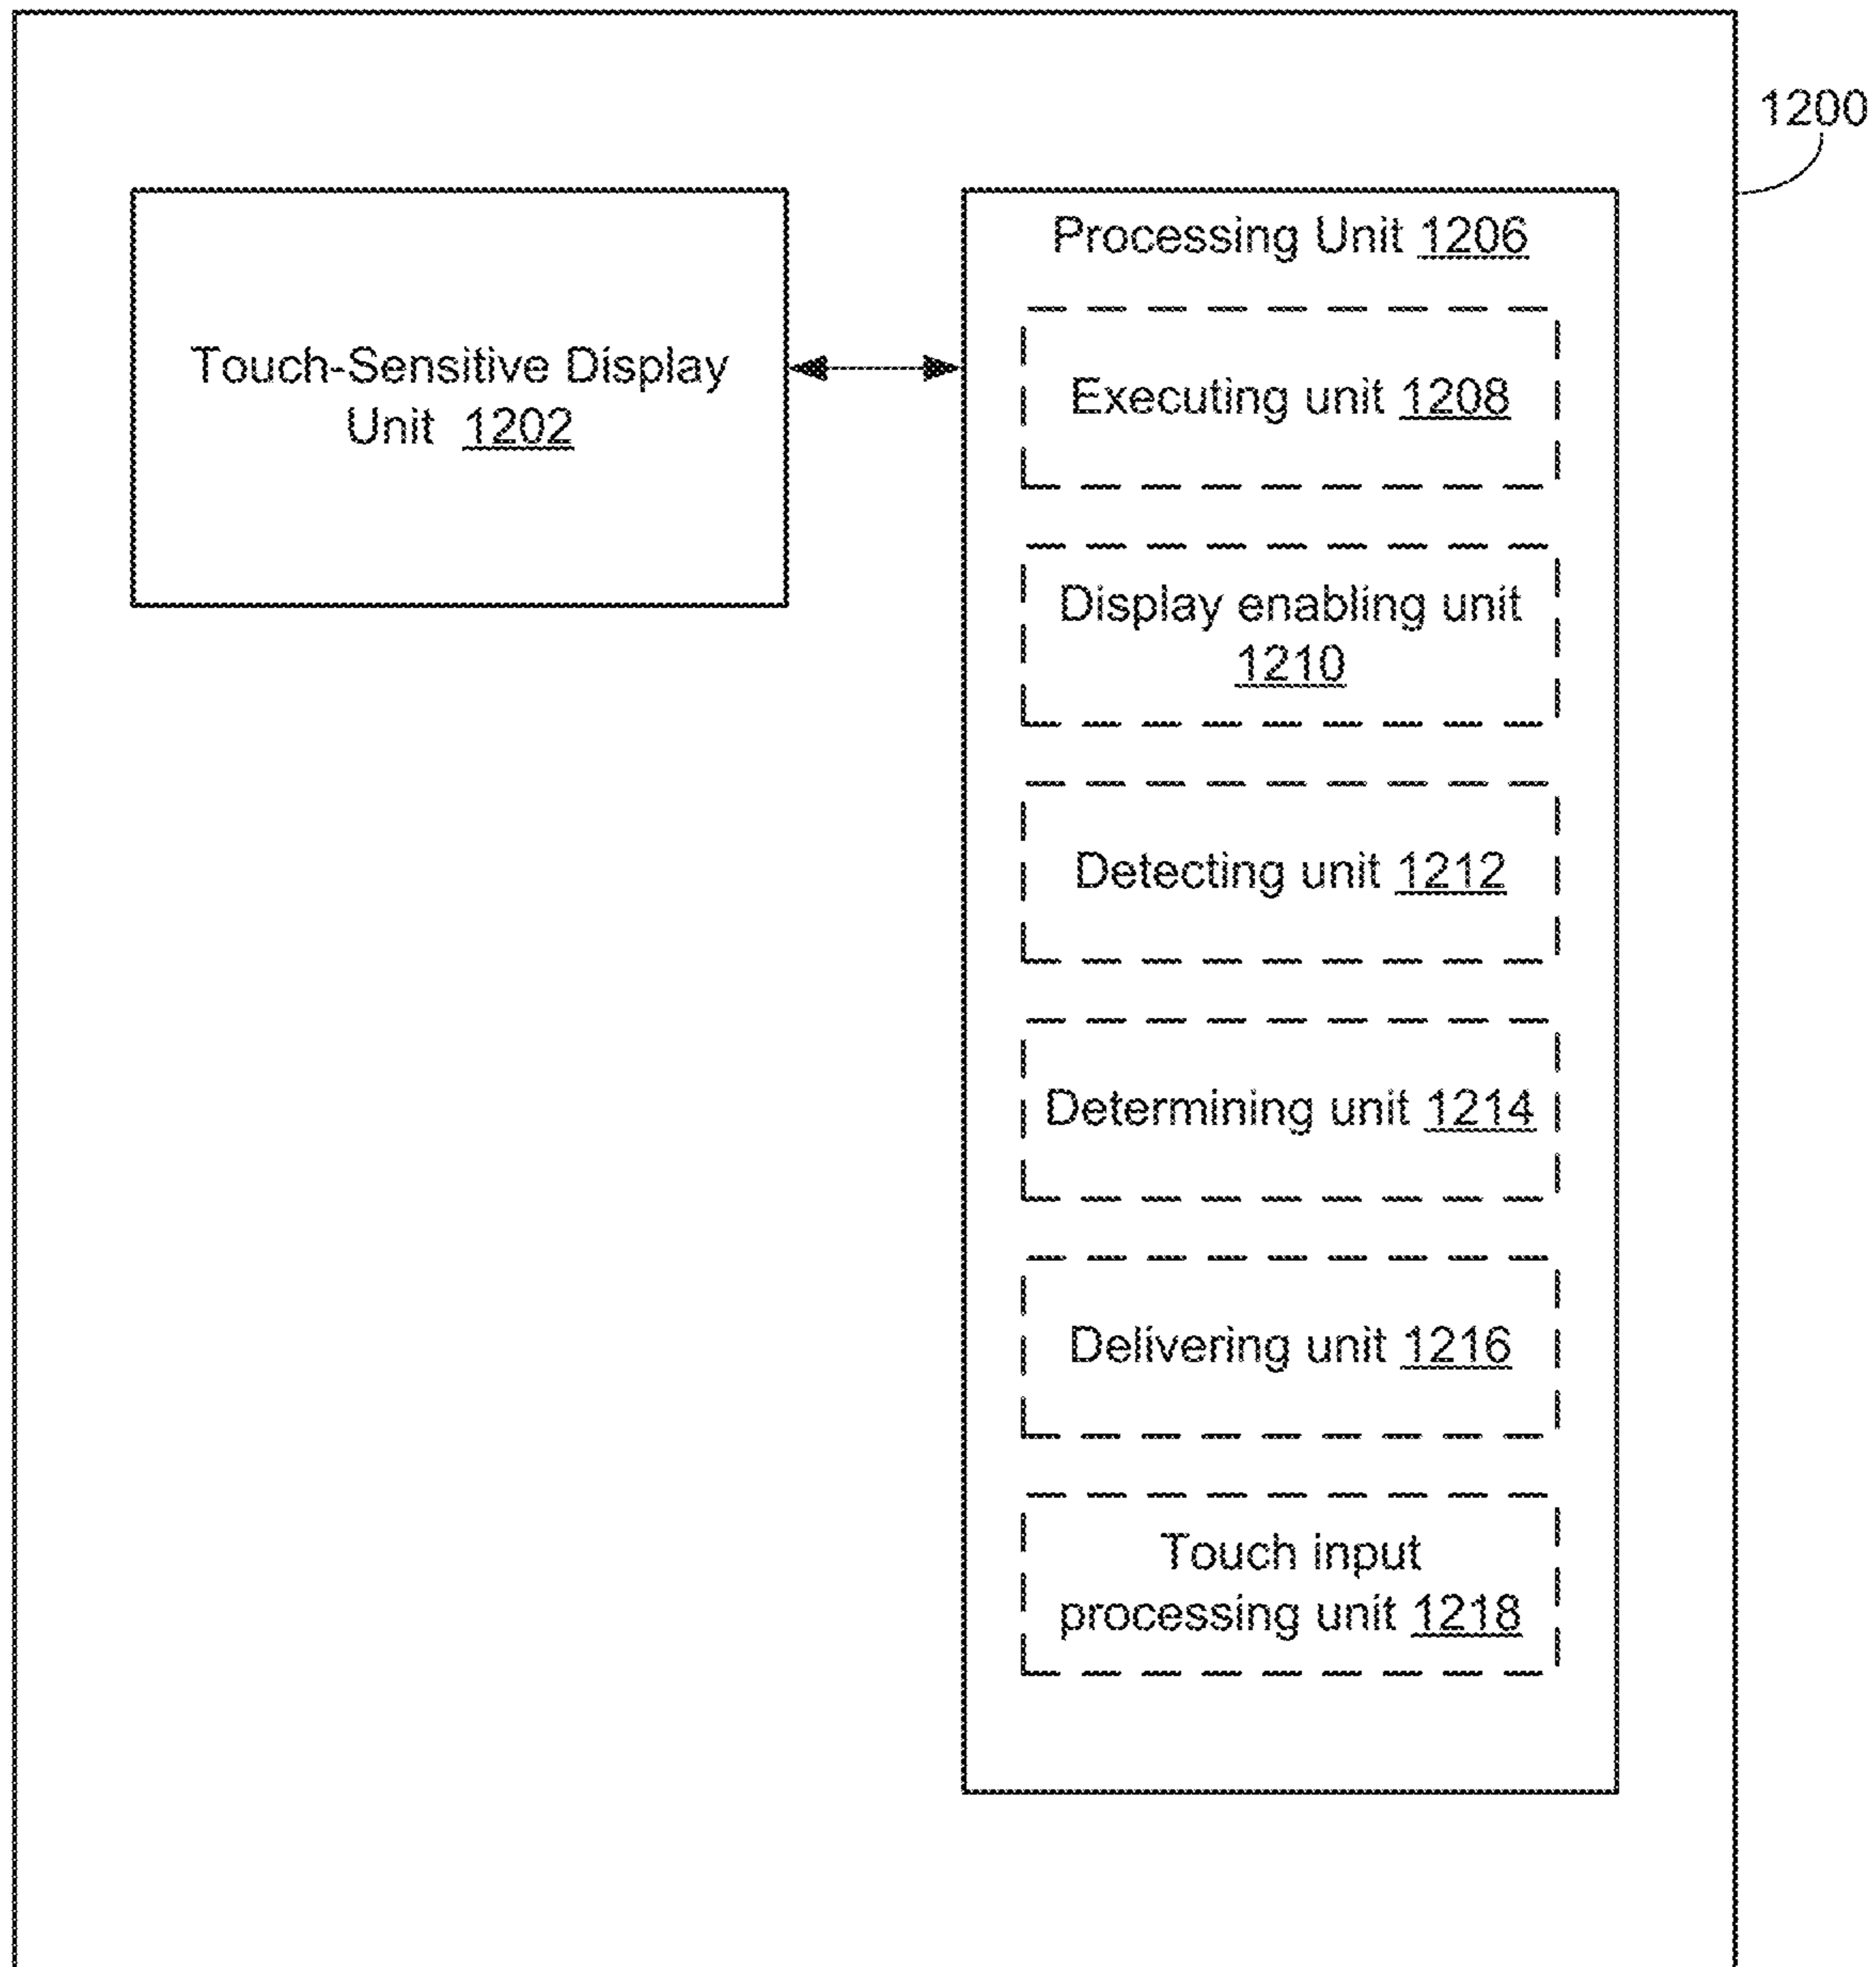 1200
Touch-Sensitive Display
Unit 1202
Processing Unit 1206
Executing unit 1208
Display enabling unit
1210
Detecting unit 1212
Determining unit 1214
Delivering unit 1216
Touch input
processing unit 1218